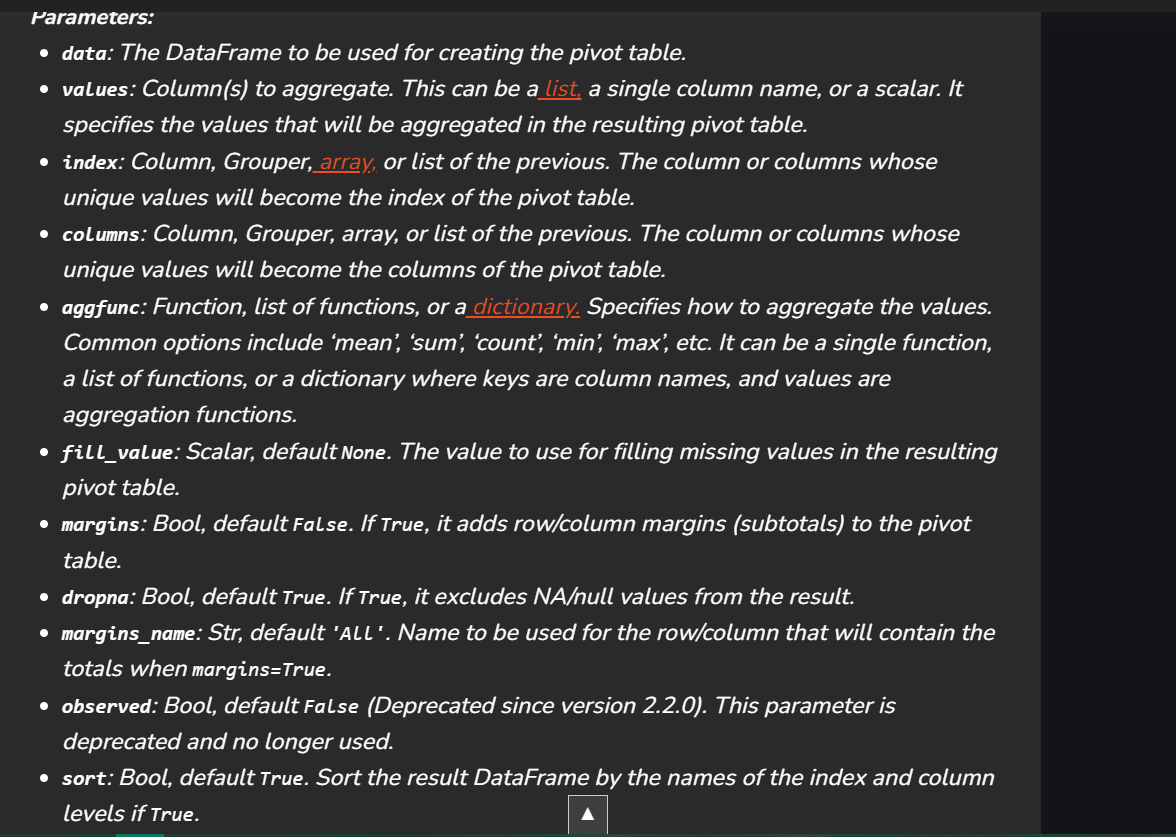 Parameters:
• data: The DataFrame to be used for creating the pivot table.
• values: Column(s) to aggregate. This can be a list, a single column name, or a scalar. It
specifies the values that will be aggregated in the resulting pivot table.
• index: Column, Grouper, array, or list of the previous. The column or columns whose
unique values will become the index of the pivot table.
• columns: Column, Grouper, array, or list of the previous. The column or columns whose
unique values will become the columns of the pivot table.
• aggfunc: Function, list of functions, or a dictionary. Specifies how to aggregate the values.
Common options include ‘mean’, ‘sum’, ‘count’, ‘min’, ‘max’, etc. It can be a single function,
a list of functions, or a dictionary where keys are column names, and values are
aggregation functions.
• fill_value: Scalar, default None. The value to use for filling missing values in the resulting
pivot table.
• margins: Bool, default False. If True, it adds row/column margins (subtotals) to the pivot
table.
• dropna: Bool, default True. If True, it excludes NA/null values from the result.
• margins_name: Str, default 'All'. Name to be used for the row/column that will contain the
totals when margins=True.
• observed: Bool, default False (Deprecated since version 2.2.0). This parameter is
deprecated and no longer used.
• sort: Bool, default True. Sort the result DataFrame by the names of the index and column
levels if True.